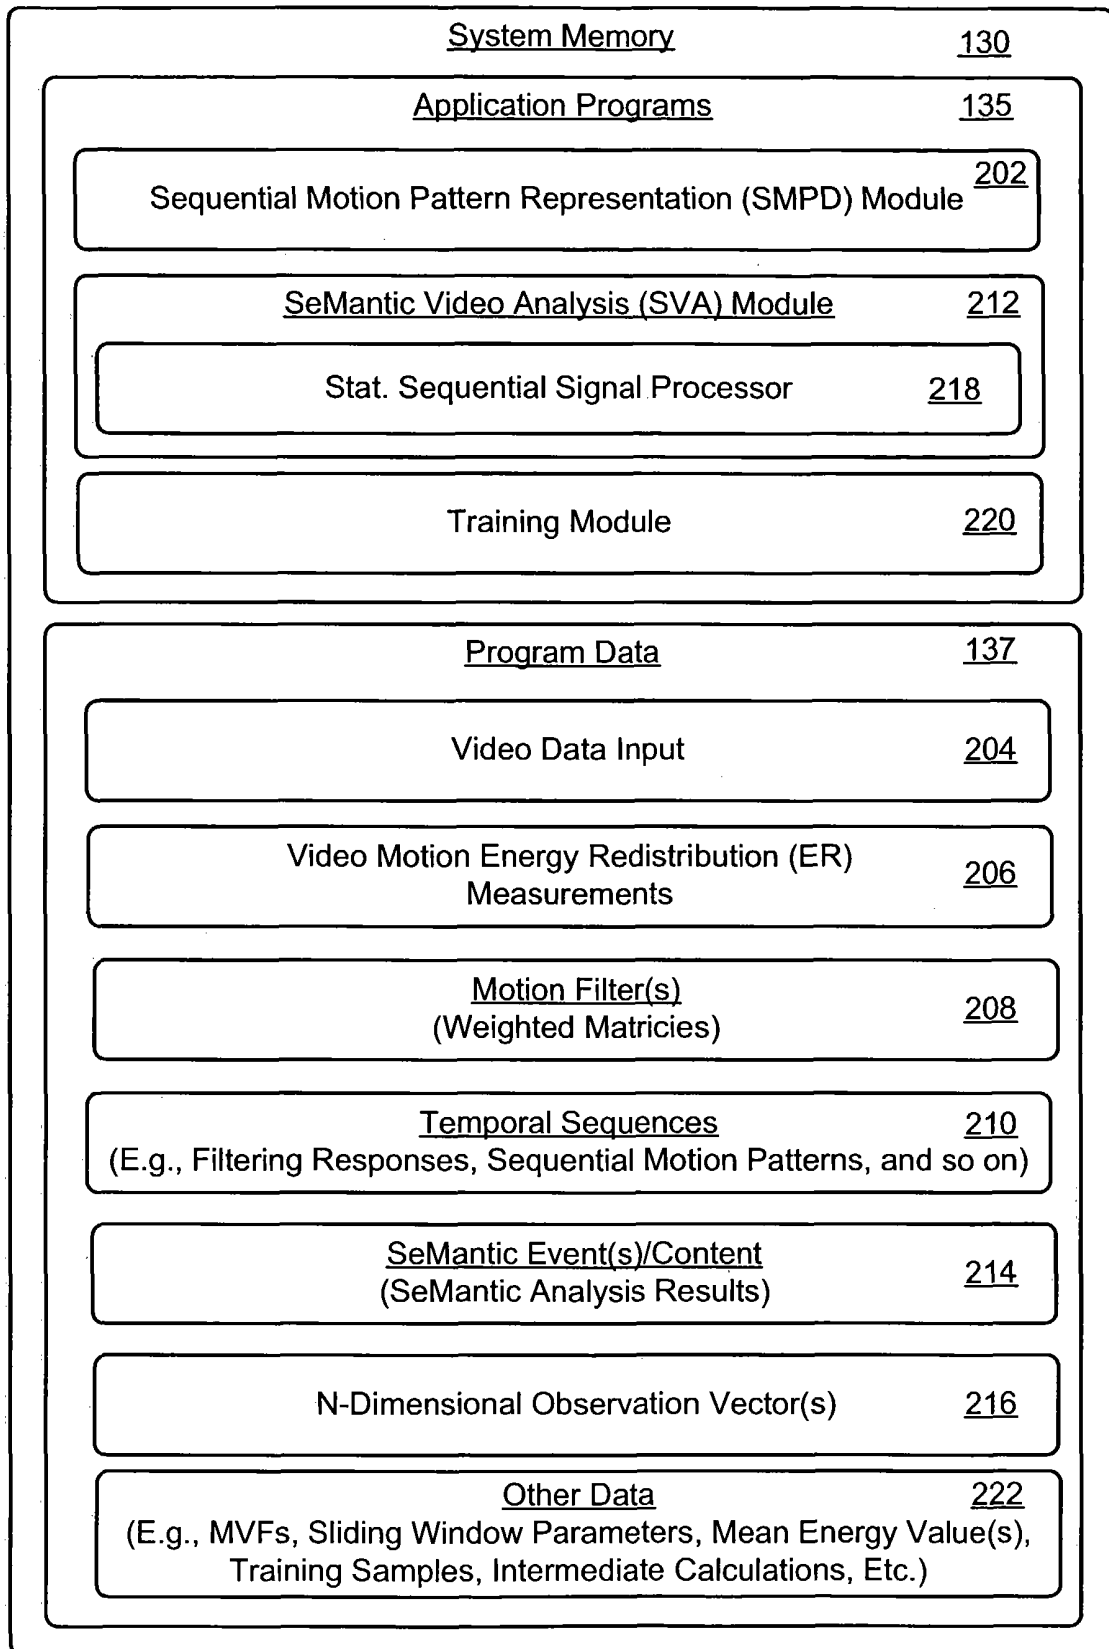 System Memory 130
Application Programs 135
202
Sequential Motion Pattern Representation (SMPD) Module
SeMantic Video Analysis (SVA) Module 212
Stat. Sequential Signal Processor 218
Training Module 220
Program Data 137
Video Data Input 204
Video Motion Energy Redistribution (ER)
Measurements 206
Motion Filter(s)
(Weighted Matricies) 208
Temporal Sequences 210
(E.g., Filtering Responses, Sequential Motion Patterns, and so on)
SeMantic Event(s)/Content
(SeMantic Analysis Results) 214
N-Dimensional Observation Vector(s) 216
Other Data 222
(E.g., MVFs, Sliding Window Parameters, Mean Energy Value(s),
Training Samples, Intermediate Calculations, Etc.)